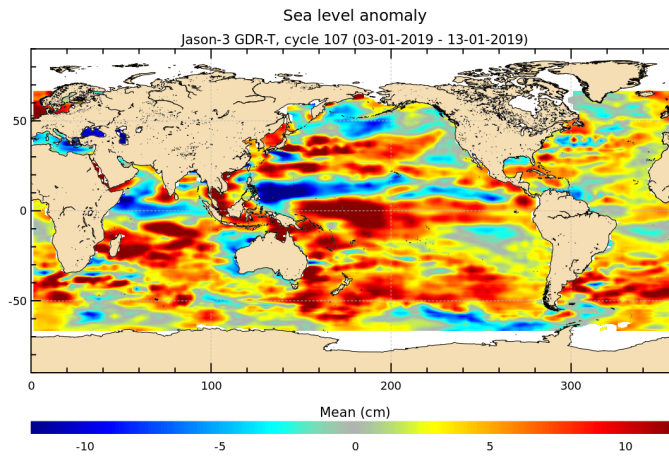 Sea level anomaly
Jason-3 GDR-T, cycle 107 (03-01-2019 - 13-01-2019)
50
0
-50
0 100 200 300
Mean (cm)
-10 -5 0 5 10